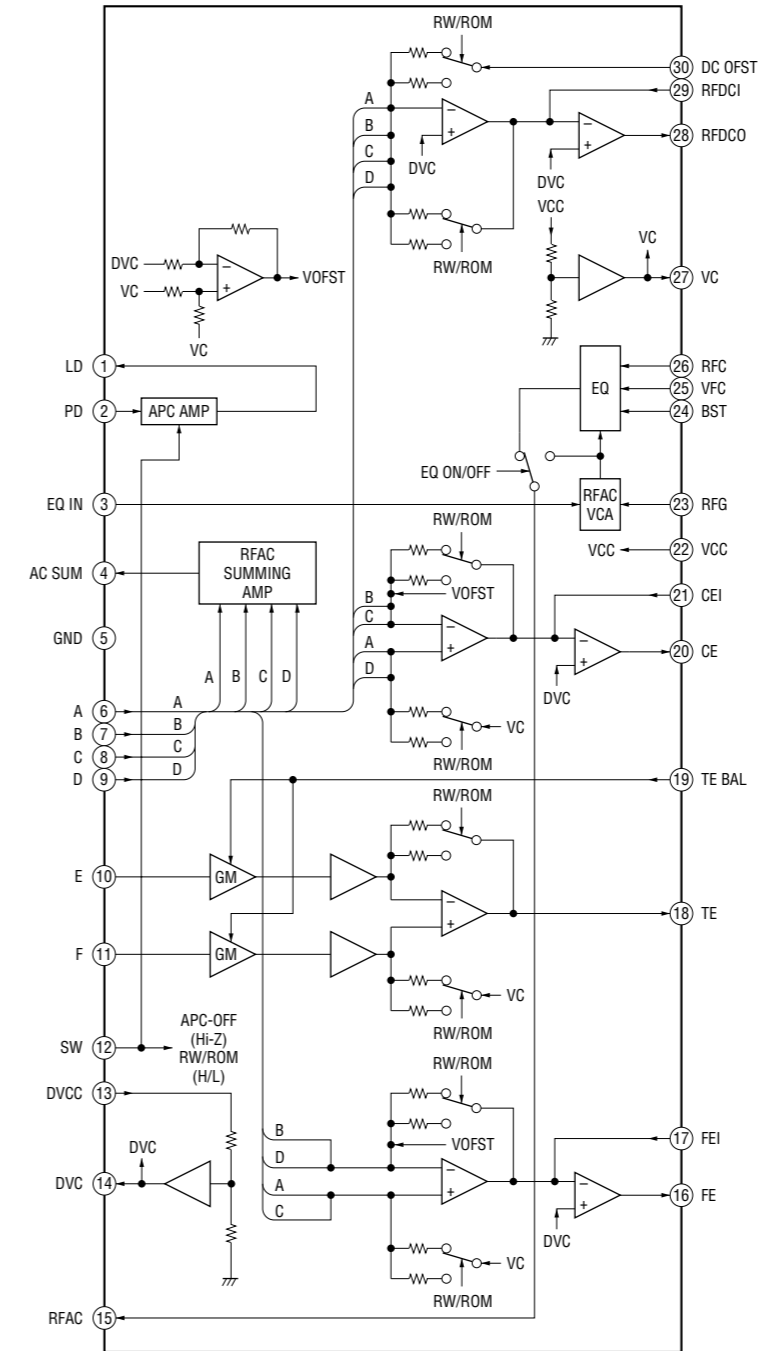 RW/ROM
30 DC OFST
29 RFDCI
A
B
C
D
−
+
DVC
−
+
DVC
28 RFDCO
VCC
RW/ROM
VC
27 VC
DVC
VC
−
+
VOFST
VC
LD 1
PD 2
APC AMP
EQ
26 RFC
25 VFC
24 BST
EQ ON/OFF
EQ IN 3
RFAC
VCA
23 RFG
RW/ROM
VCC
22 VCC
AC SUM 4
RFAC
SUMMING
AMP
VOFST
21 CEI
B
C
A
D
−
+
−
+
DVC
20 CE
GND 5
A B C D
VC
RW/ROM
A 6 A
B 7 B
C 8 C
D 9 D
19 TE BAL
RW/ROM
E 10
GM
−
+
18 TE
F 11
GM
VC
RW/ROM
SW 12
APC-OFF
(Hi-Z)
RW/ROM
(H/L)
RW/ROM
DVCC 13
B
D
A
C
VOFST
17 FEI
−
+
−
+
DVC
16 FE
DVC
DVC 14
VC
RW/ROM
RFAC 15